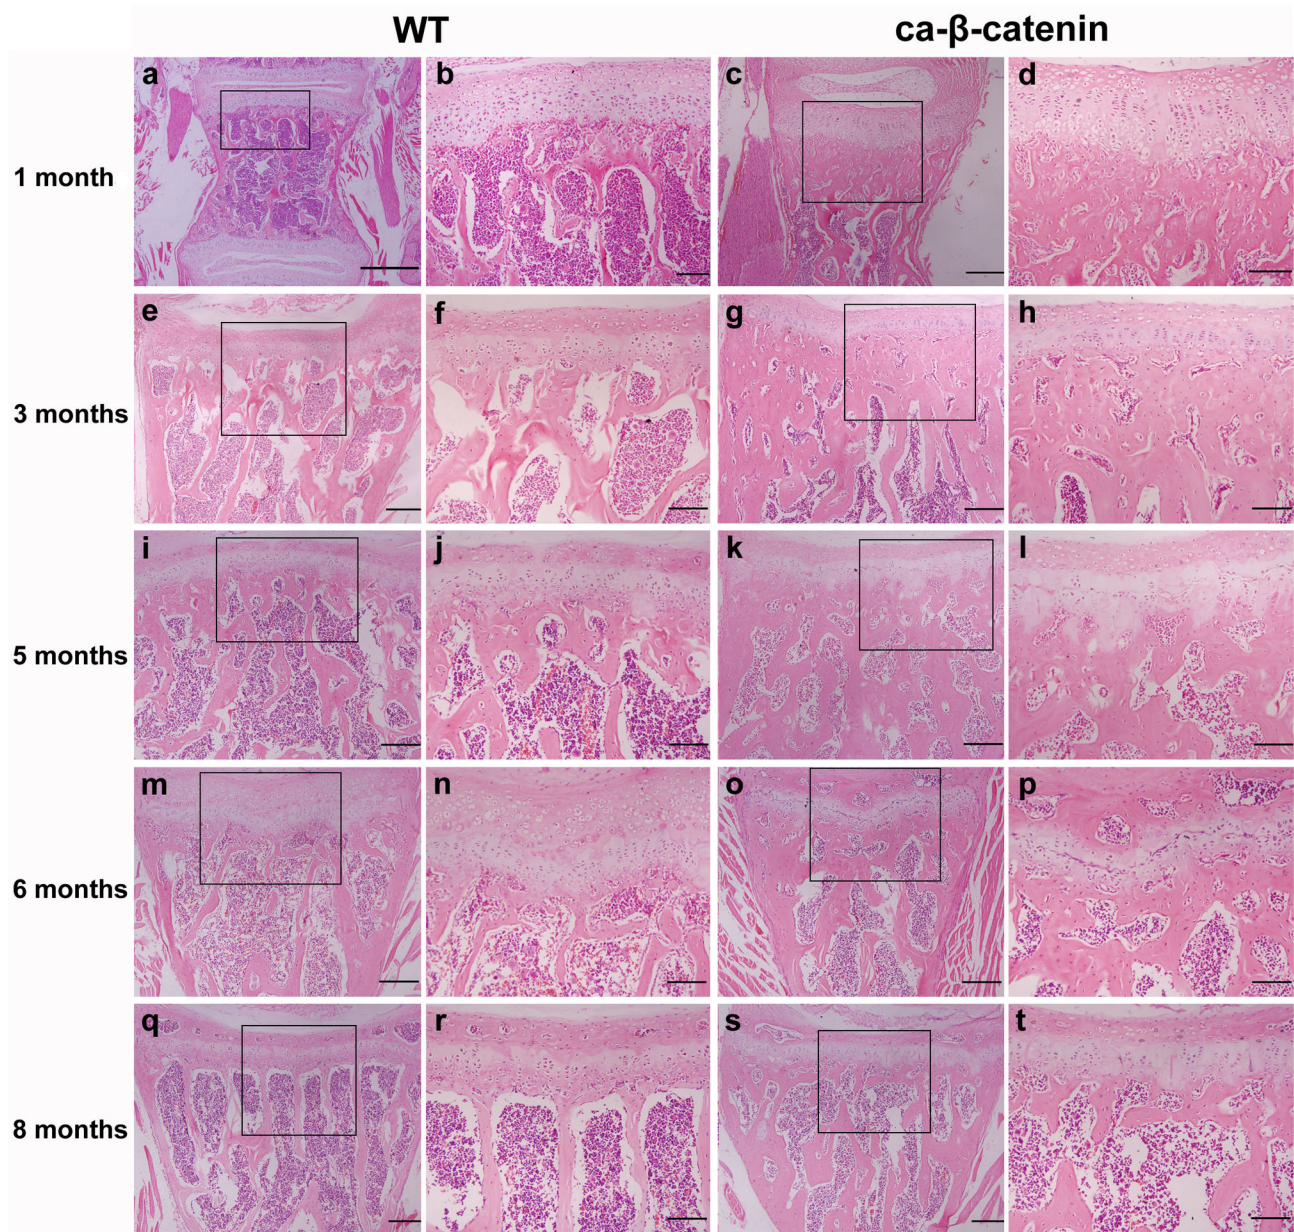 WT ca-β-catenin
a b c d
1 month
e f g h
3 months
i j k l
5 months
m n o p
6 months
q r s t
8 months